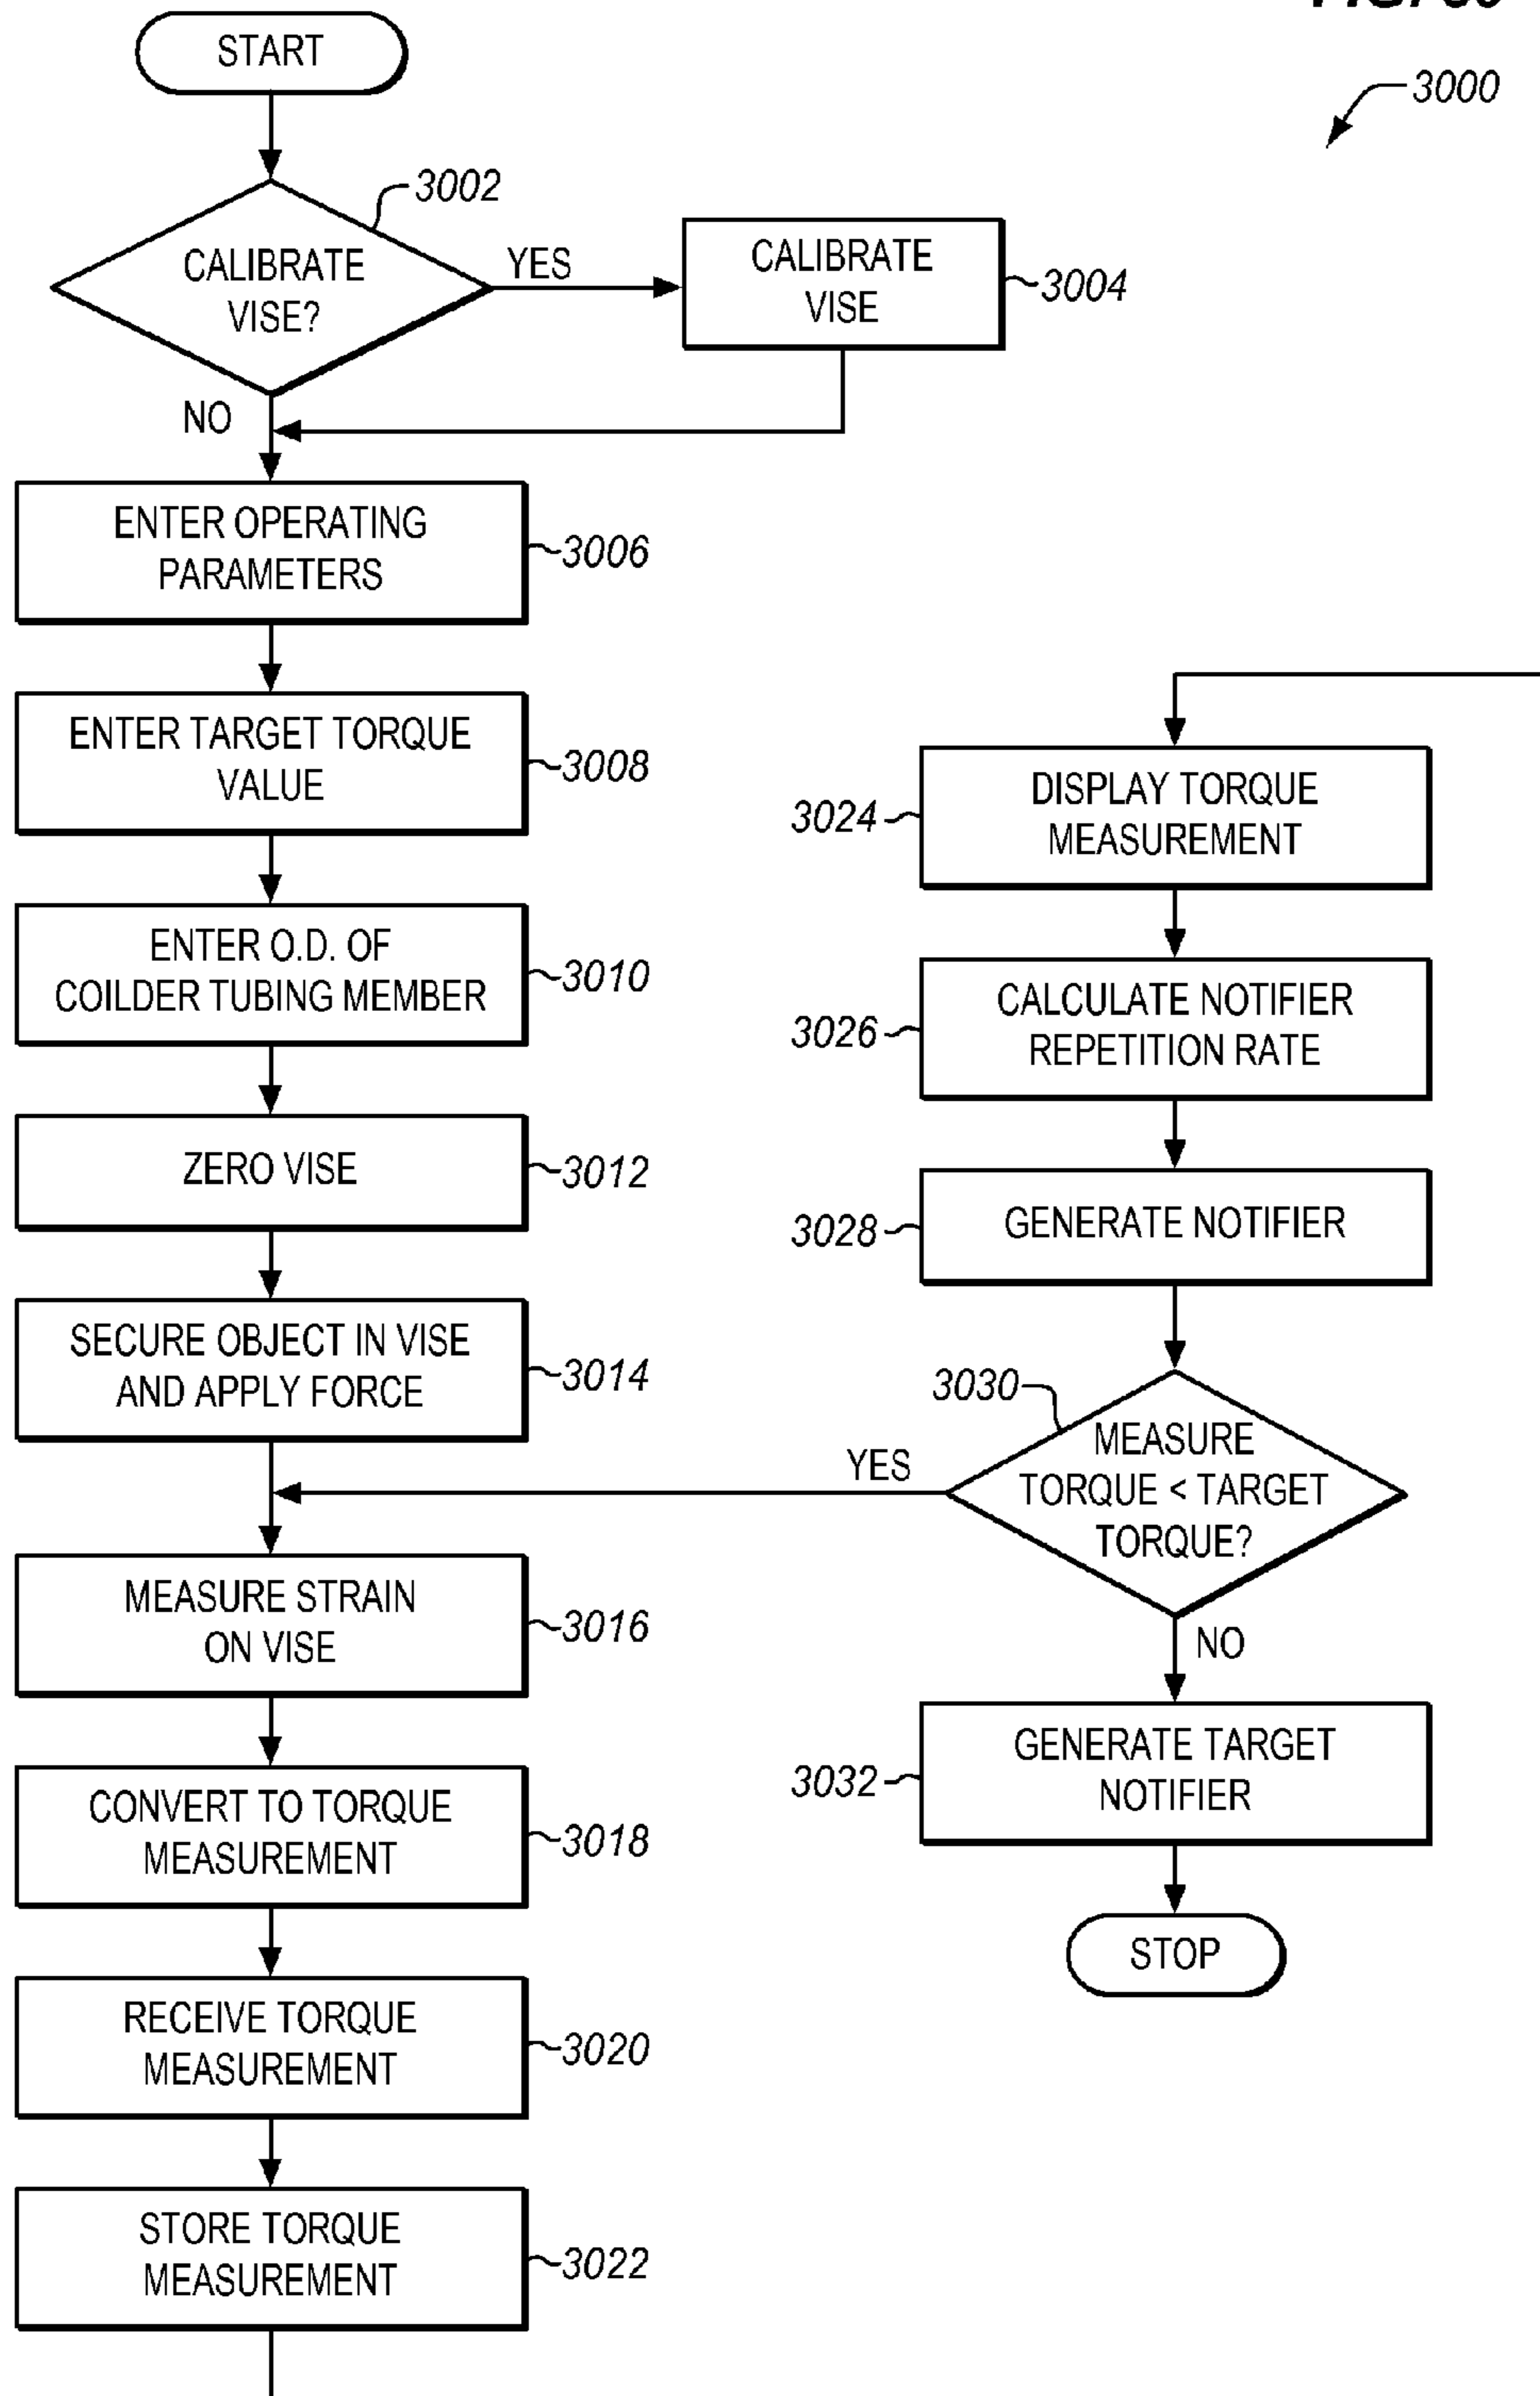 START
3000
3002
CALIBRATE
VISE?
YES
CALIBRATE
VISE
3004
NO
ENTER OPERATING
PARAMETERS
3006
ENTER TARGET TORQUE
VALUE
3008
ENTER O.D. OF
COILDER TUBING MEMBER
3010
ZERO VISE
3012
SECURE OBJECT IN VISE
AND APPLY FORCE
3014
MEASURE STRAIN
ON VISE
3016
CONVERT TO TORQUE
MEASUREMENT
3018
RECEIVE TORQUE
MEASUREMENT
3020
STORE TORQUE
MEASUREMENT
3022
DISPLAY TORQUE
MEASUREMENT
3024
CALCULATE NOTIFIER
REPETITION RATE
3026
GENERATE NOTIFIER
3028
3030
MEASURE
TORQUE < TARGET
TORQUE?
YES
NO
GENERATE TARGET
NOTIFIER
3032
STOP